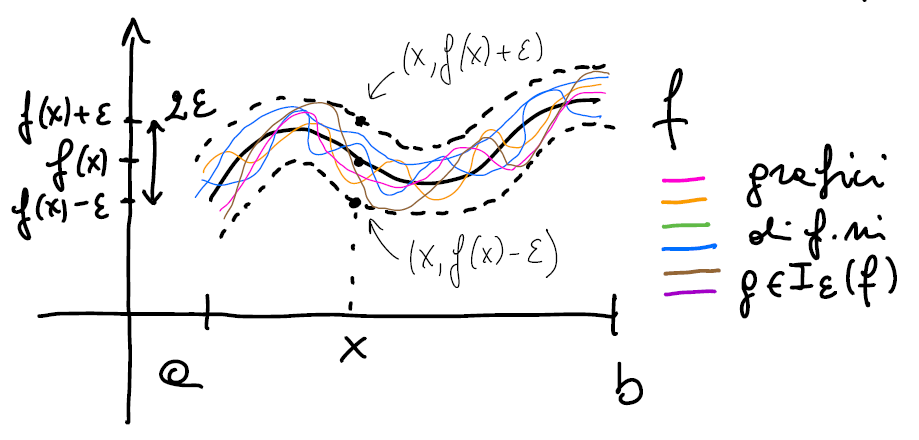 (x, f(x)+ε)
f(x)+ε
2ε
f(x)
f(x)-ε
(x, f(x)-ε)
x
a
b
f
grafici
di f.ni
g∈I_ε(f)